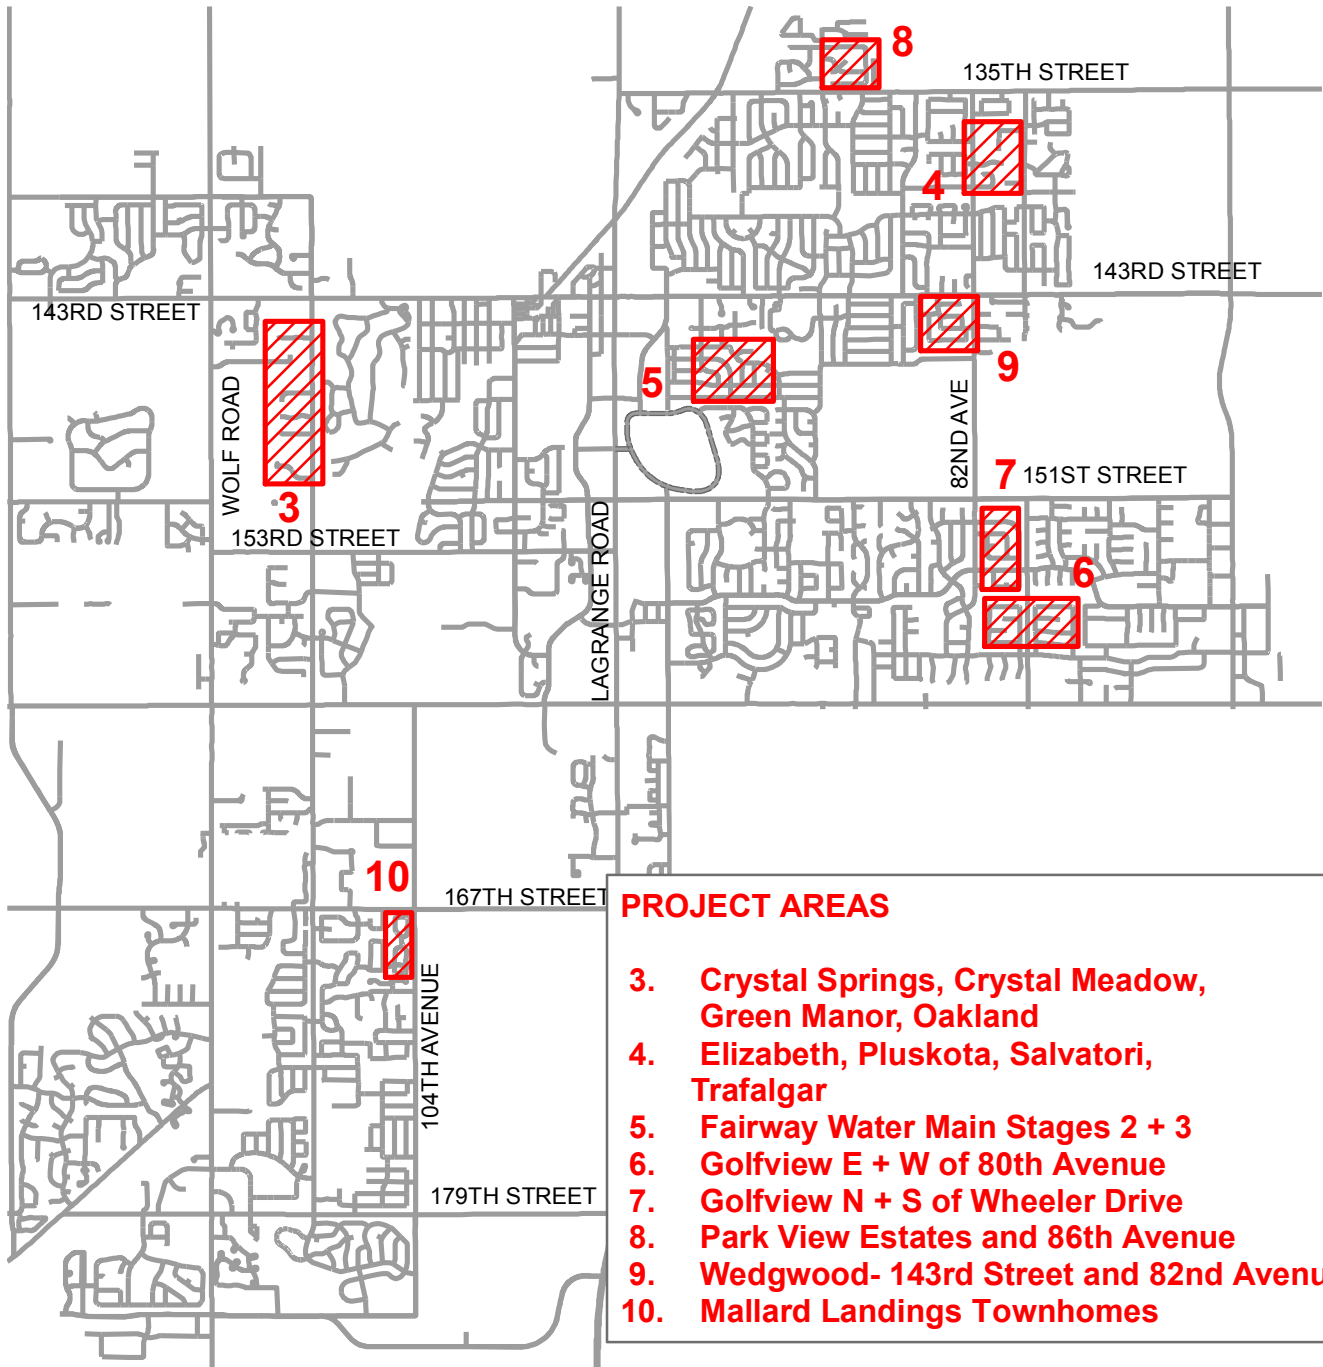 8
135TH STREET
4
143RD STREET
143RD STREET
9
5
WOLF ROAD
82ND AVE
7
151ST STREET
3
153RD STREET
LAGRANGE ROAD
6
10
167TH STREET
104TH AVENUE
179TH STREET
PROJECT AREAS
3. Crystal Springs, Crystal Meadow,
Green Manor, Oakland
4. Elizabeth, Pluskota, Salvatori,
Trafalgar
5. Fairway Water Main Stages 2 + 3
6. Golfview E + W of 80th Avenue
7. Golfview N + S of Wheeler Drive
8. Park View Estates and 86th Avenue
9. Wedgwood- 143rd Street and 82nd Avenu
10. Mallard Landings Townhomes